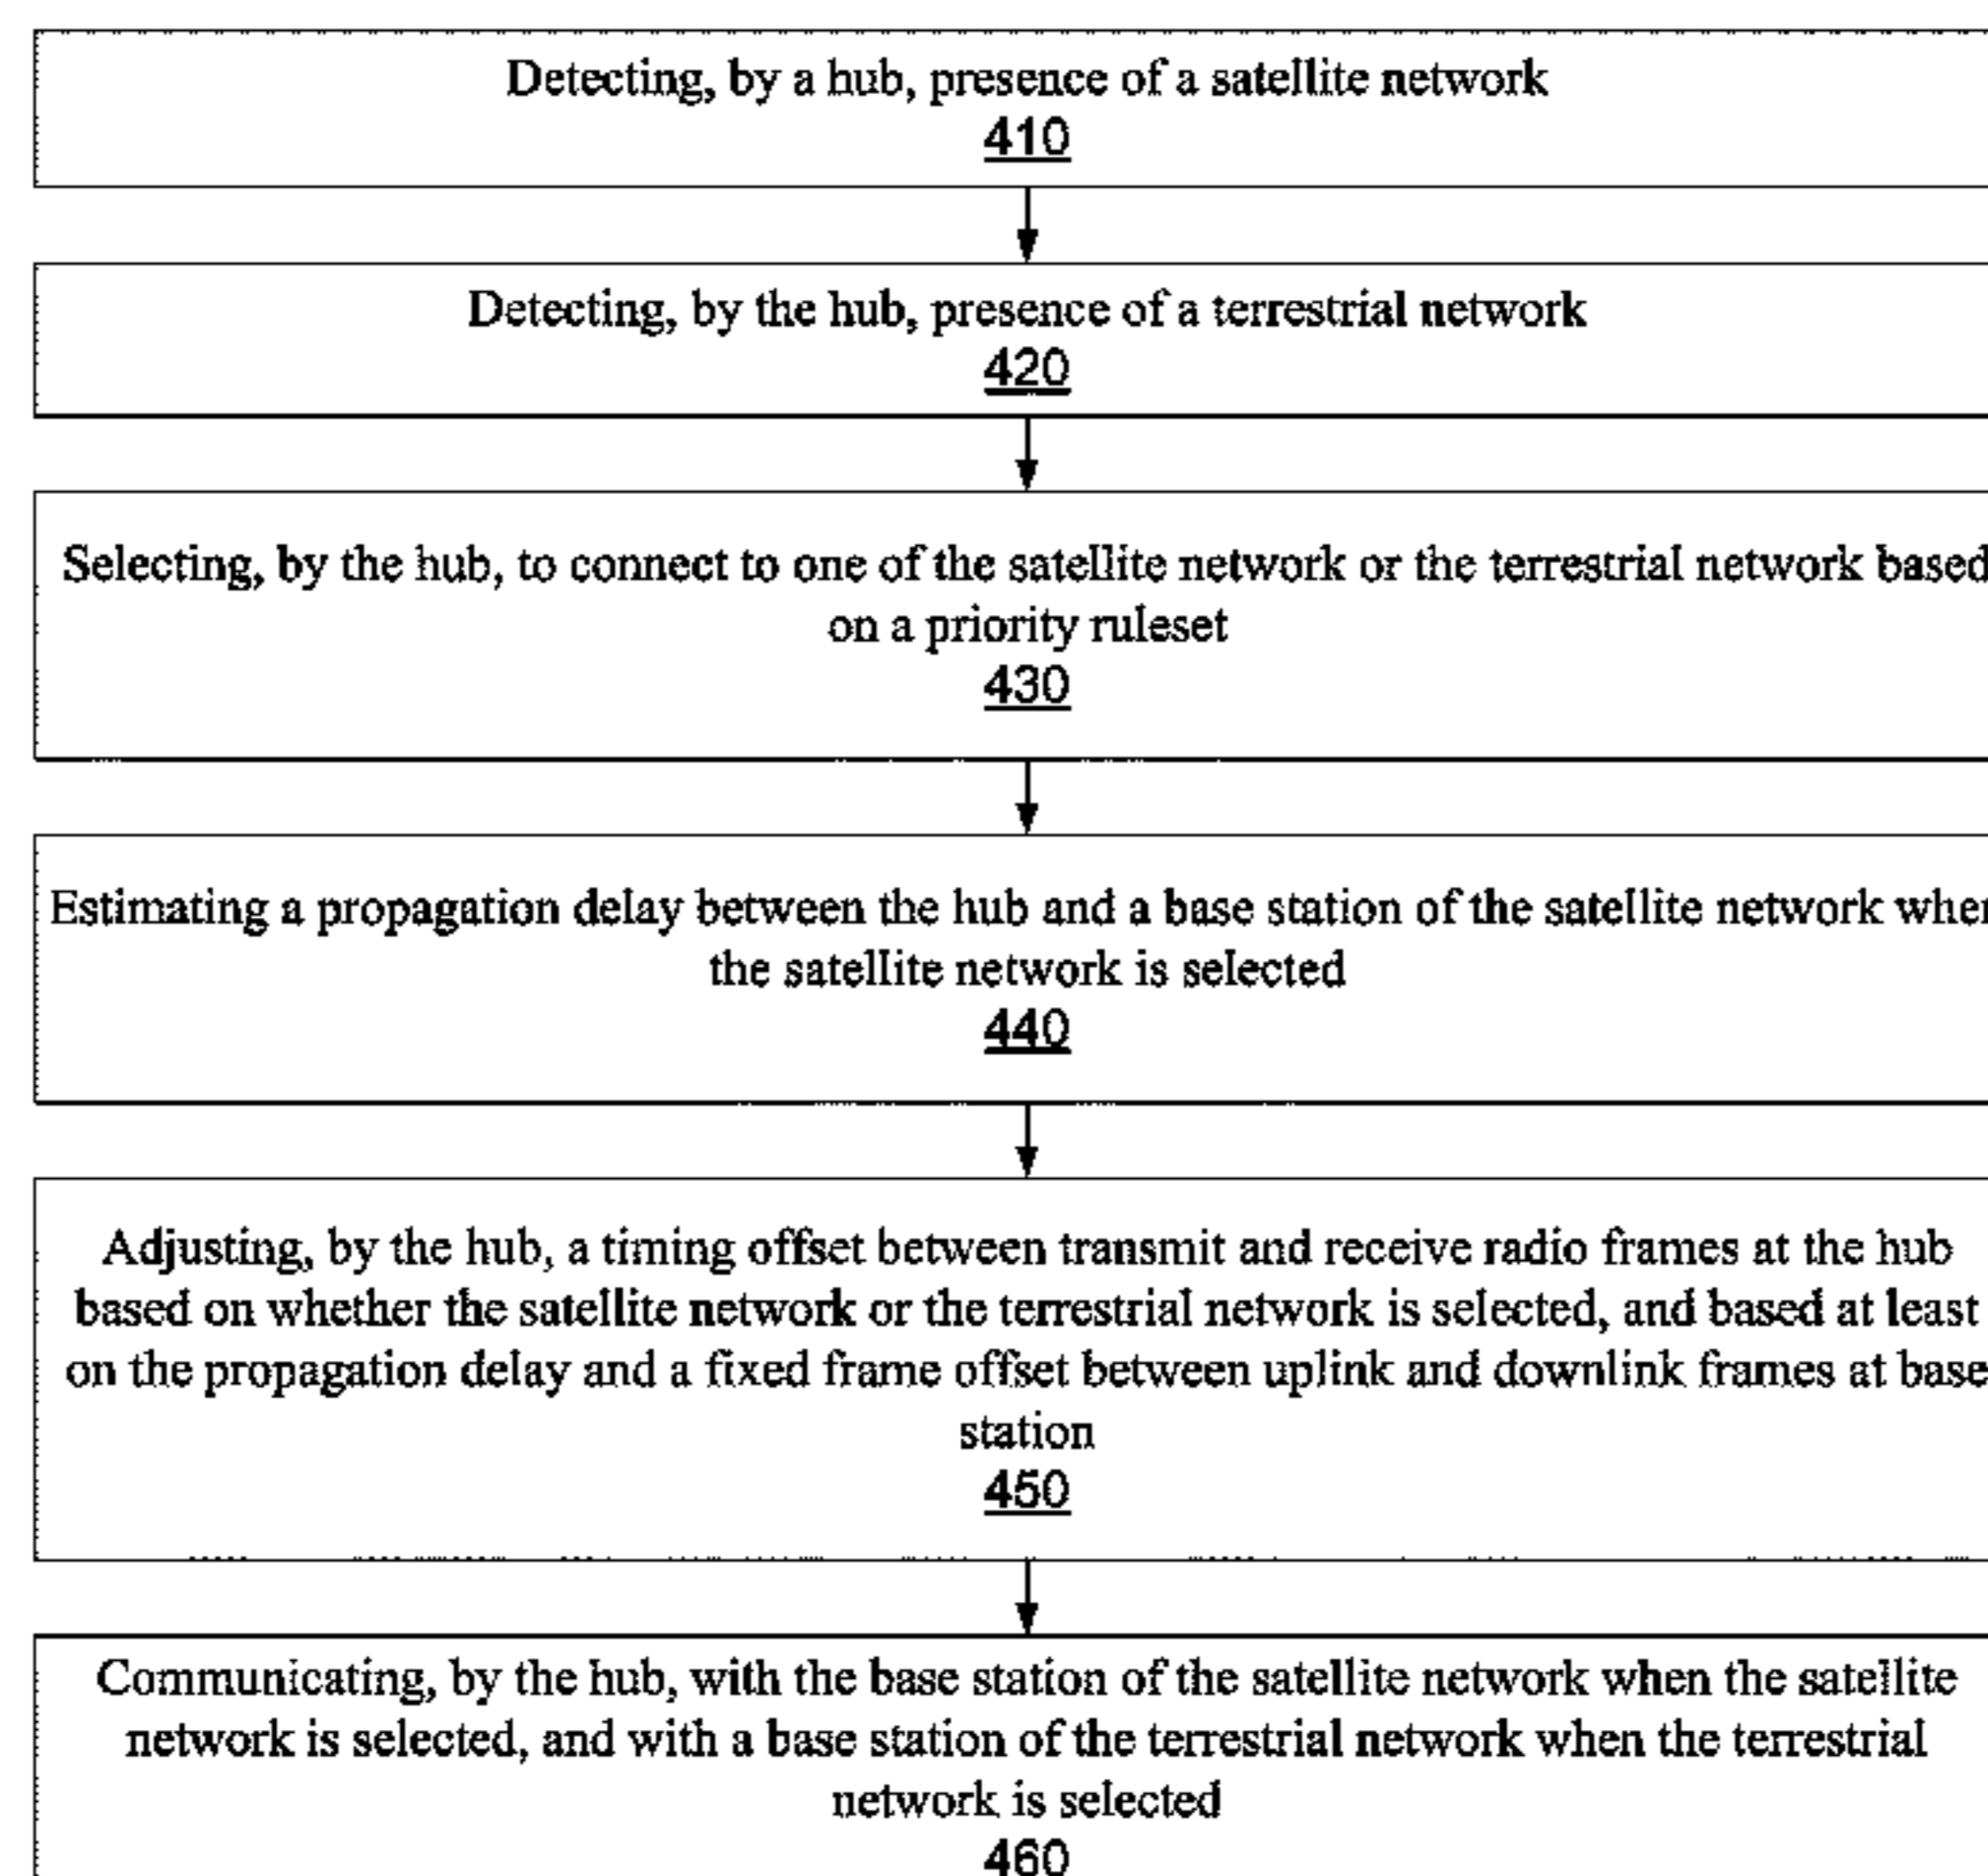 Detecting, by a hub, presence of a satellite network
410
Detecting, by the hub, presence of a terrestrial network
420
Selecting, by the hub, to connect to one of the satellite network or the terrestrial network based
on a priority ruleset
430
Estimating a propagation delay between the hub and a base station of the satellite network when
the satellite network is selected
440
Adjusting, by the hub, a timing offset between transmit and receive radio frames at the hub
based on whether the satellite network or the terrestrial network is selected, and based at least
on the propagation delay and a fixed frame offset between uplink and downlink frames at base
station
450
Communicating, by the hub, with the base station of the satellite network when the satellite
network is selected, and with a base station of the terrestrial network when the terrestrial
network is selected
460